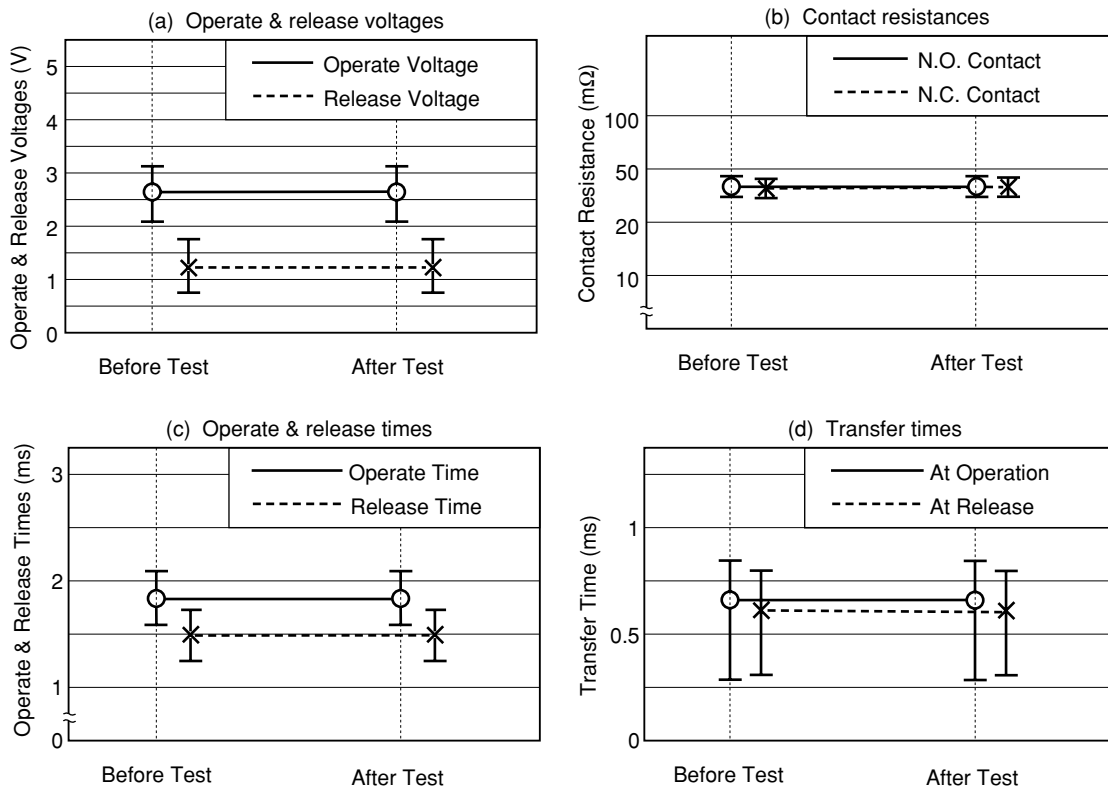 (a) Operate & release voltages
Operate & Release Voltages (V)
5
4
3
2
1
0
Operate Voltage
Release Voltage
Before Test
After Test
(b) Contact resistances
Contact Resistance (mΩ)
100
50
20
10
N.O. Contact
N.C. Contact
Before Test
After Test
(c) Operate & release times
Operate & Release Times (ms)
3
2
1
0
Operate Time
Release Time
Before Test
After Test
(d) Transfer times
Transfer Time (ms)
1
0.5
0
At Operation
At Release
Before Test
After Test